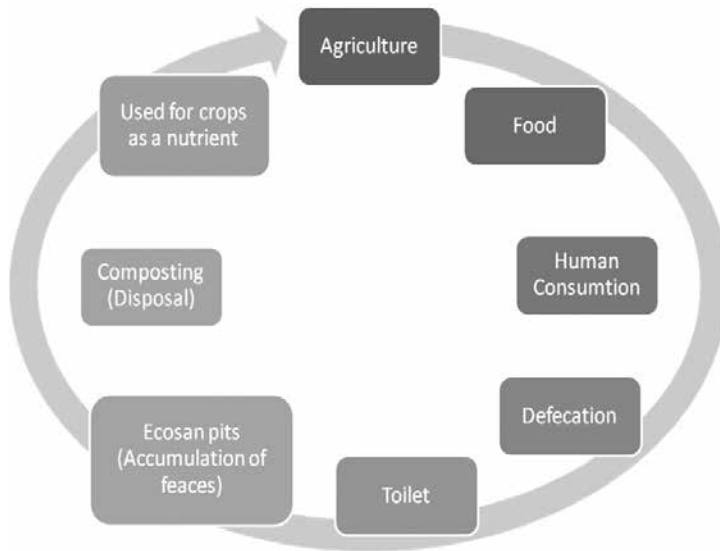 Agriculture
Food
Human
Consumtion
Defecation
Toilet
Ecosan pits
(Accumulation of
feaces)
Composting
(Disposal)
Used for crops
as a nutrient